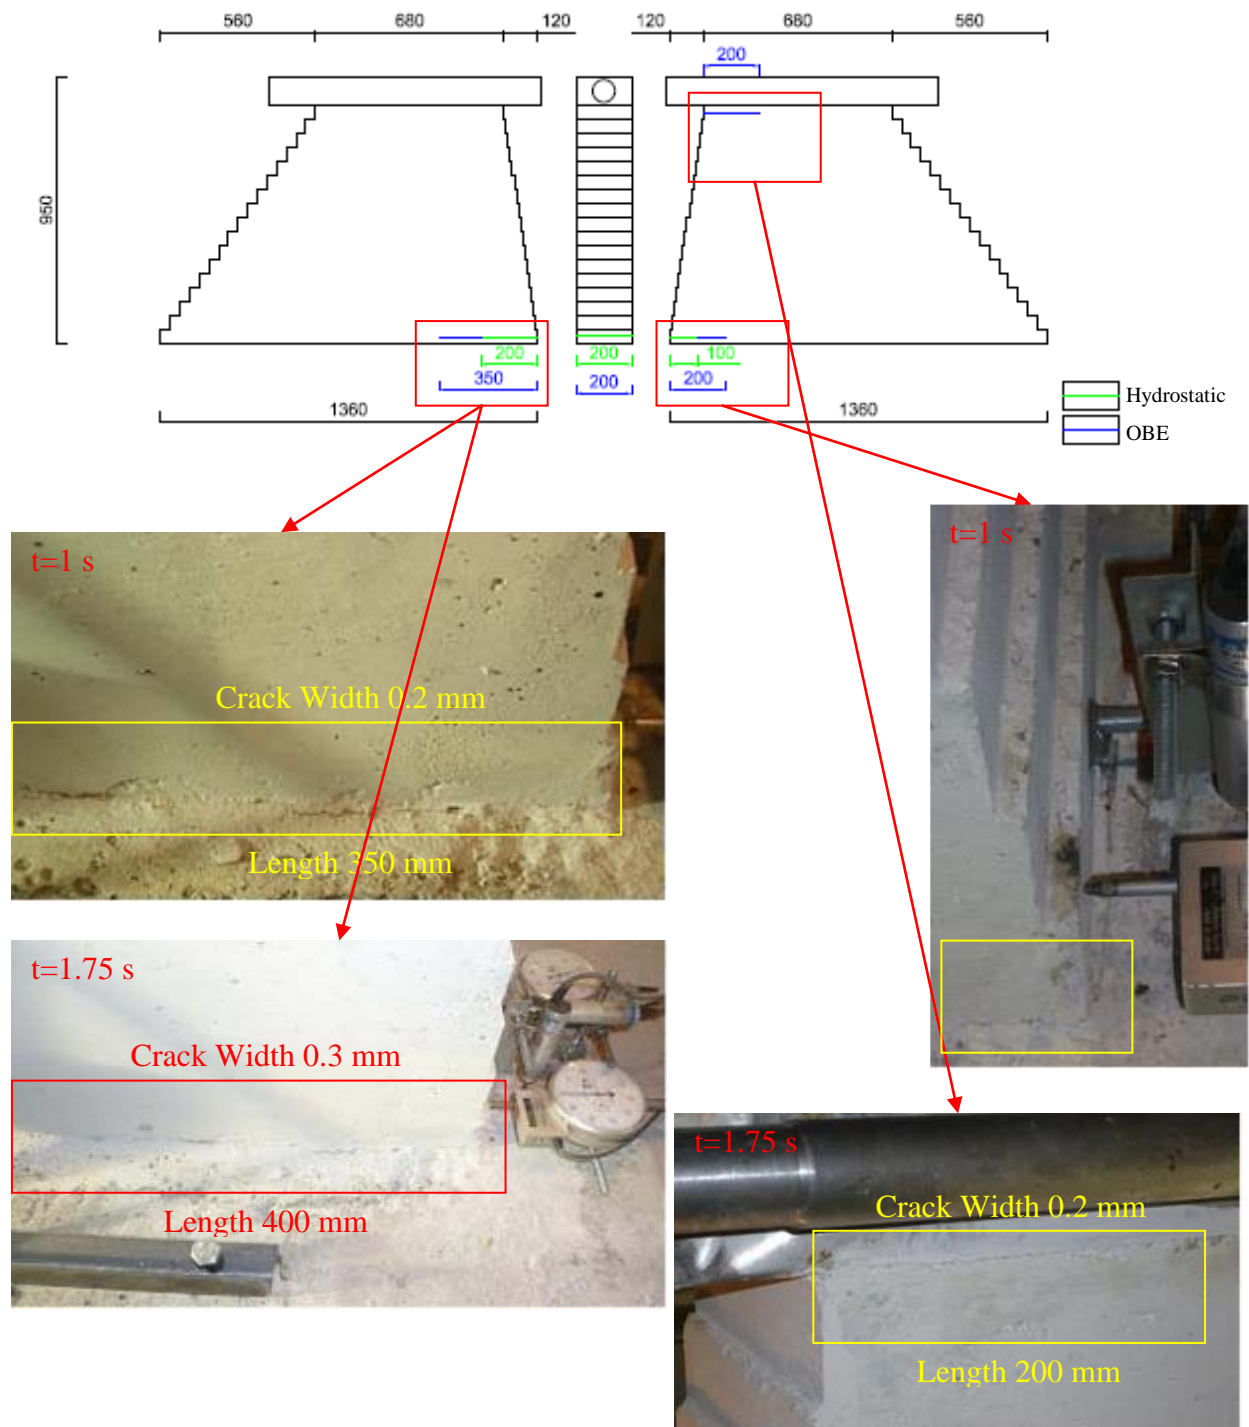 560 680 120 120 680 560
200
950
200 200 100
350 200 200
1360 1360
Hydrostatic
OBE
t=1 s
Crack Width 0.2 mm
Length 350 mm
t=1 s
t=1.75 s
Crack Width 0.3 mm
Length 400 mm
t=1.75 s
Crack Width 0.2 mm
Length 200 mm